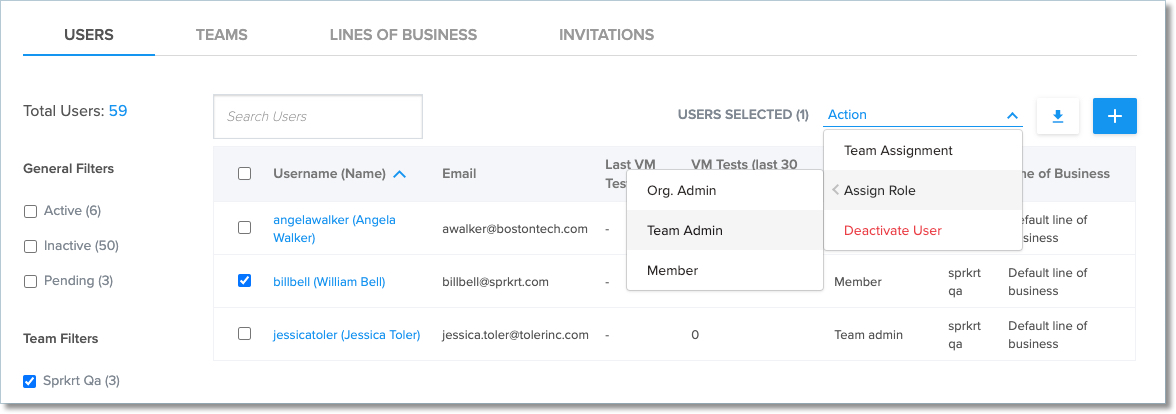 USERS TEAMS LINES OF BUSINESS INVITATIONS
Total Users: 59
Search Users
USERS SELECTED (1)
Action
Team Assignment
Assign Role
Deactivate User
Org. Admin
Team Admin
Member
General Filters
Active (6)
Inactive (50)
Pending (3)
Team Filters
Sprkrt Qa (3)
Username (Name) Email Last VM VM Tests (last 30
of Business
angelawalker (Angela
Walker)
awalker@bostontech.com -
Default line of
business
billbell (William Bell) billbell@sprkrt.com - Member
sprkrt
qa
Default line of
business
jessicatoler (Jessica Toler) jessica.toler@tolerinc.com - 0 Team admin
sprkrt
qa
Default line of
business